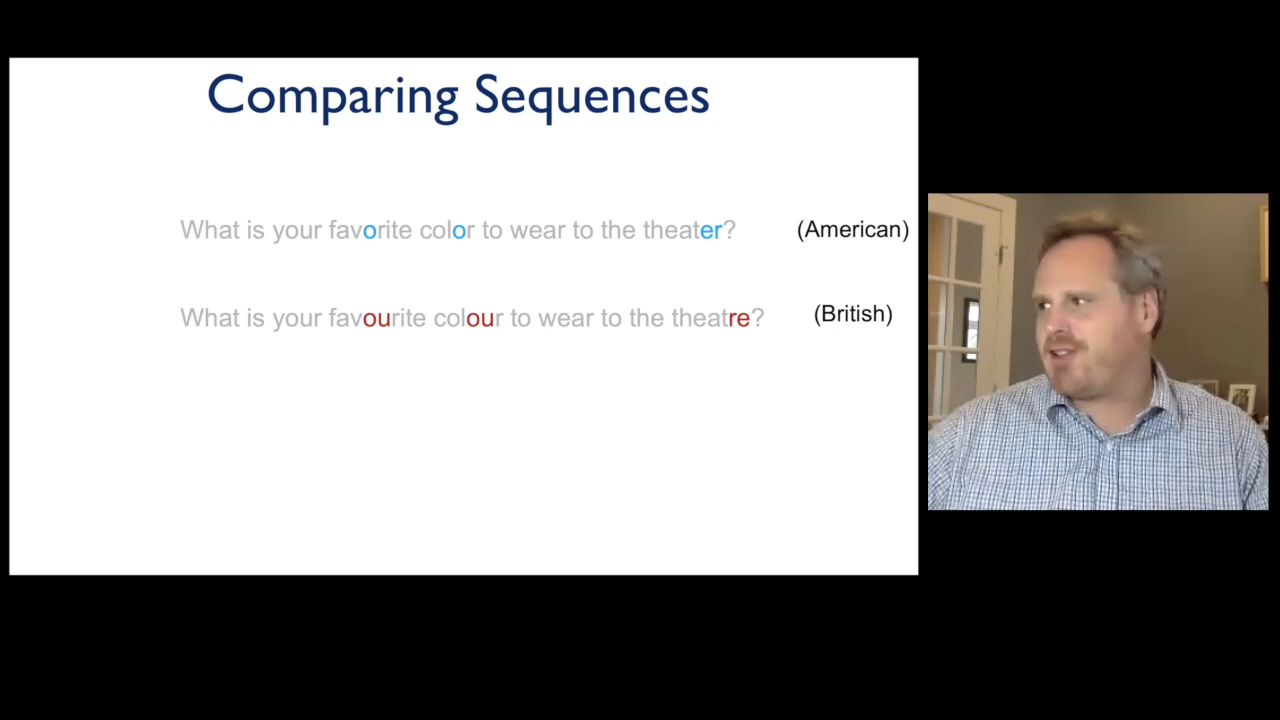 Comparing Sequences
What is your favorite color to wear to the theater? (American)
What is your favourite colour to wear to the theatre? (British)